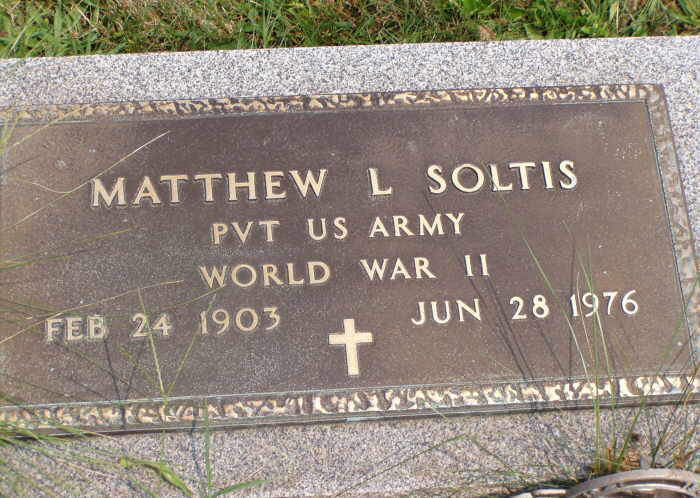 MATTHEW L SOLTIS
PVT US ARMY
WORLD WAR II
FEB 24 1903 JUN 28 1976